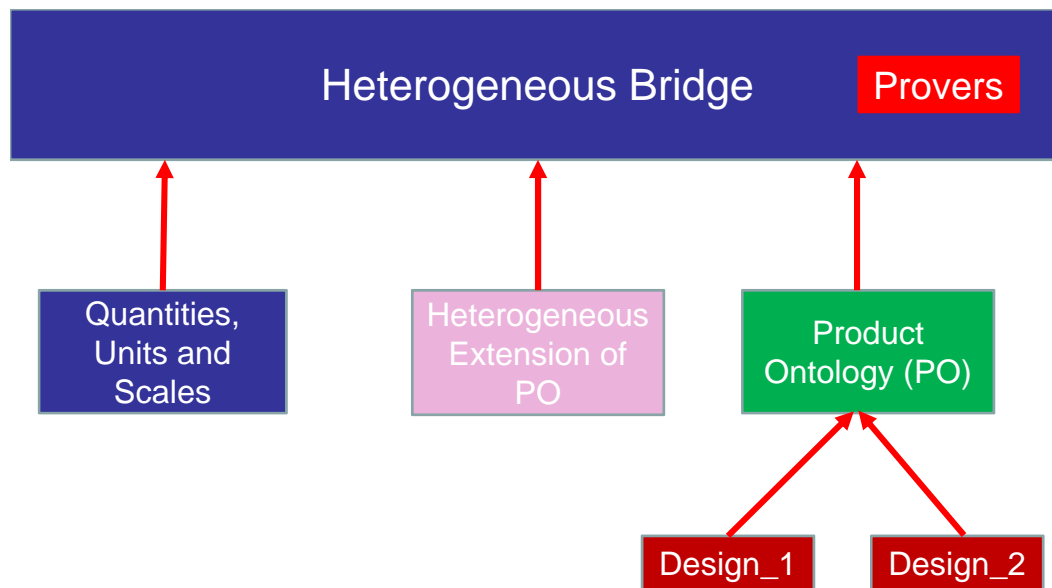 Heterogeneous Bridge
Provers
Quantities,
Units and
Scales
Heterogeneous
Extension of
PO
Product
Ontology (PO)
Design_1
Design_2